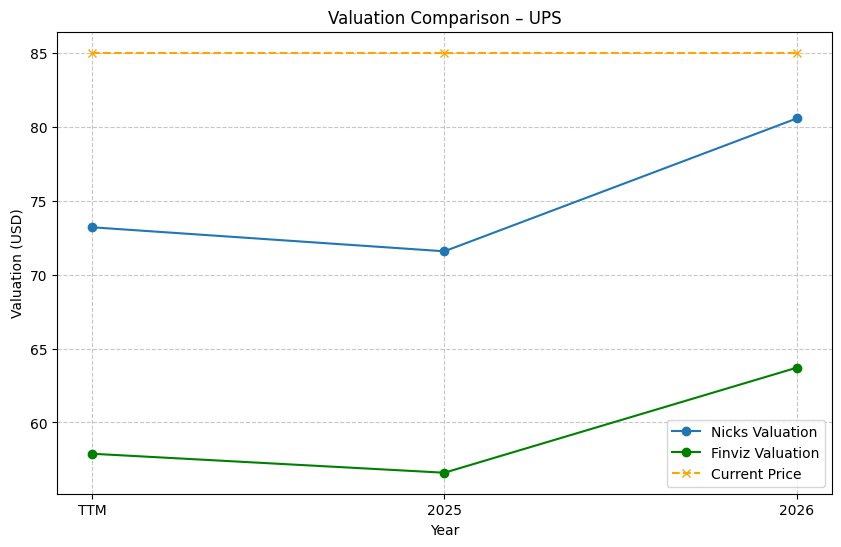 Valuation Comparison – UPS
Valuation (USD)
85
80
75
70
65
60
TTM
2025
2026
Year
Nicks Valuation
Finviz Valuation
Current Price